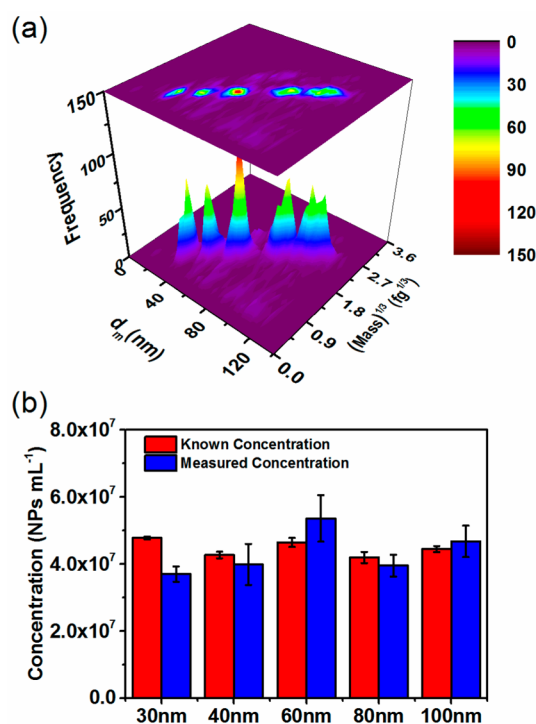 (a)
150
100
50
0
Frequency
0
40
80
120
d_m (nm)
0.0
0.9
1.8
2.7
3.6
(Mass)^1/3 (fg^1/3)
0
30
60
90
120
150
(b)
8.0x10^7
6.0x10^7
4.0x10^7
2.0x10^7
0.0
Concentration (NPs mL^-1)
Known Concentration
Measured Concentration
30nm 40nm 60nm 80nm 100nm